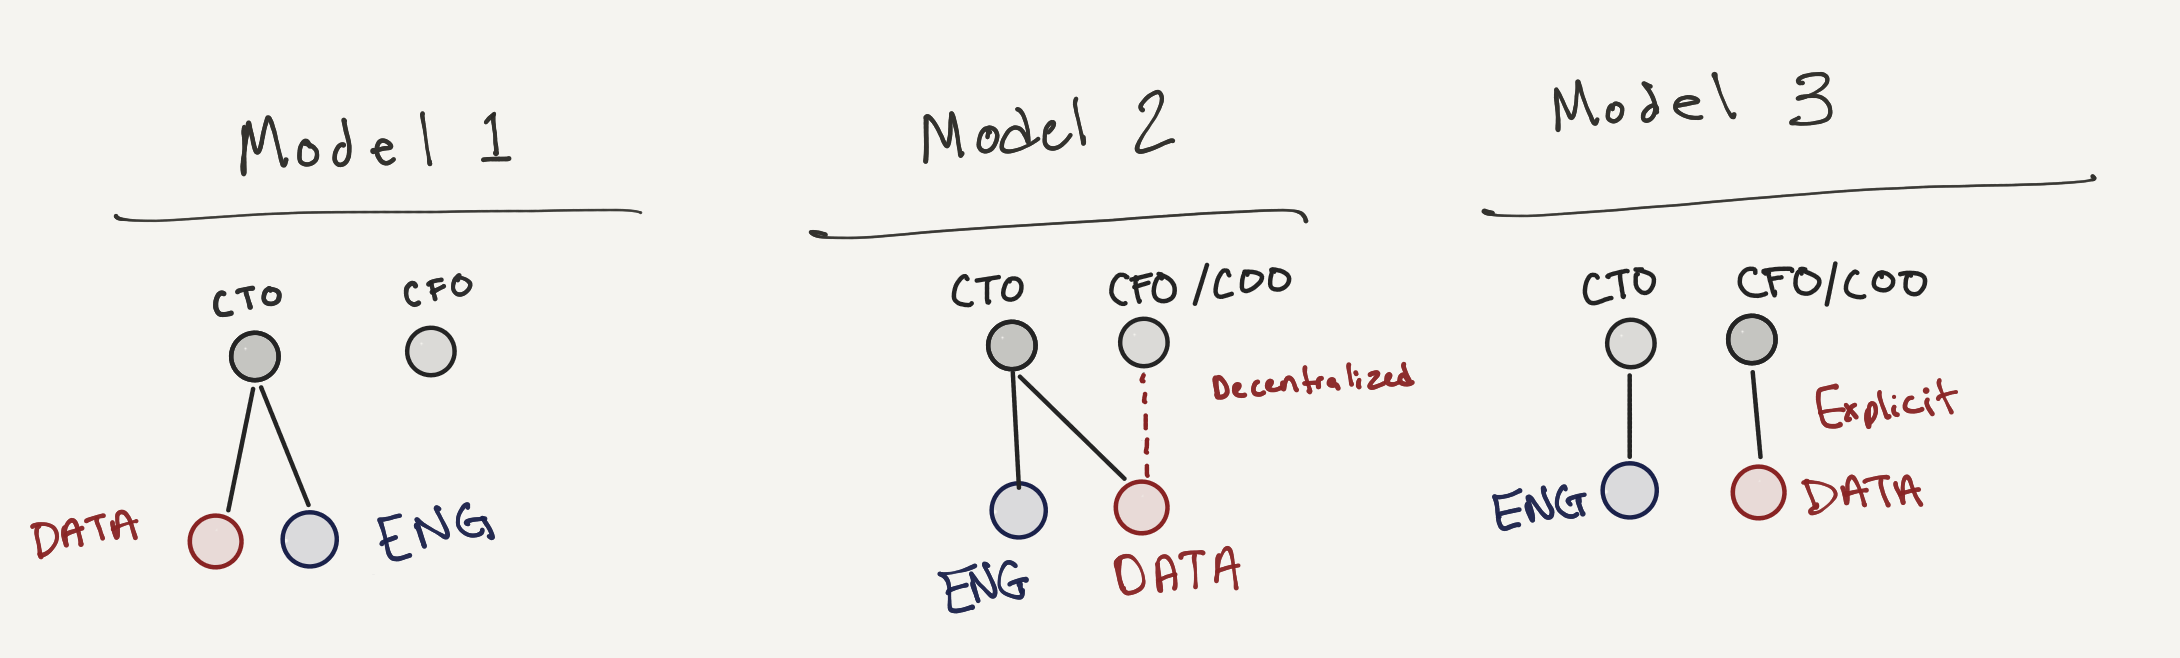 Model 1
CTO
CFO
DATA
ENG
Model 2
CTO
CFO/COO
Decentralized
ENG
DATA
Model 3
CTO
CFO/COO
Explicit
ENG
DATA